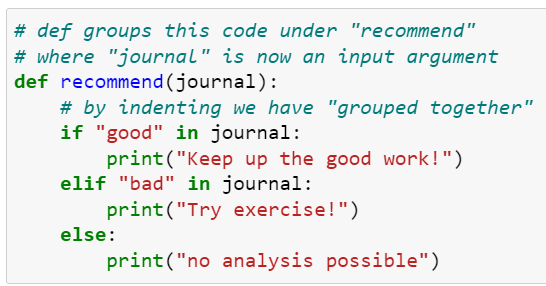 # def groups this code under "recommend"
# where "journal" is now an input argument
def recommend(journal):
    # by indenting we have "grouped together"
    if "good" in journal:
        print("Keep up the good work!")
    elif "bad" in journal:
        print("Try exercise!")
    else:
        print("no analysis possible")